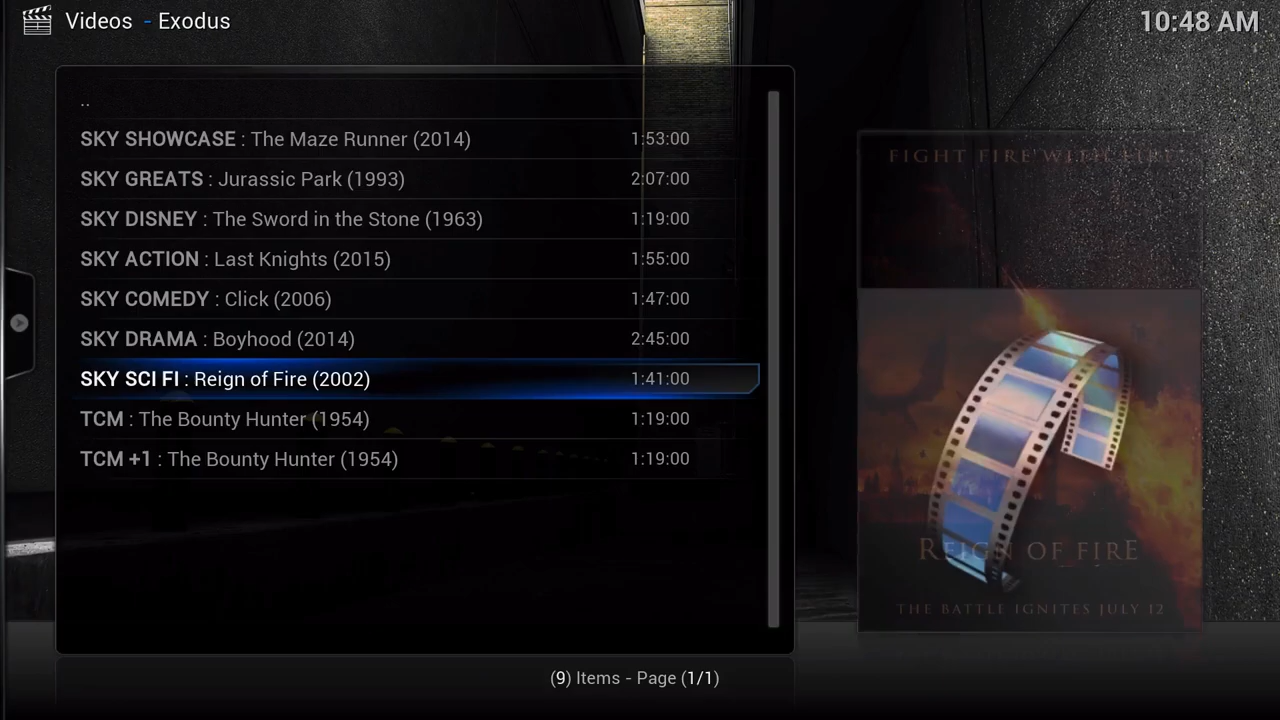 Videos - Exodus
10:48 AM
..
SKY SHOWCASE : The Maze Runner (2014) 1:53:00
SKY GREATS : Jurassic Park (1993) 2:07:00
SKY DISNEY : The Sword in the Stone (1963) 1:19:00
SKY ACTION : Last Knights (2015) 1:55:00
SKY COMEDY : Click (2006) 1:47:00
SKY DRAMA : Boyhood (2014) 2:45:00
SKY SCI FI : Reign of Fire (2002) 1:41:00
TCM : The Bounty Hunter (1954) 1:19:00
TCM +1 : The Bounty Hunter (1954) 1:19:00
(9) Items - Page (1/1)
FIGHT FIRE WITH FIRE
REIGN OF FIRE
THE BATTLE IGNITES JULY 12